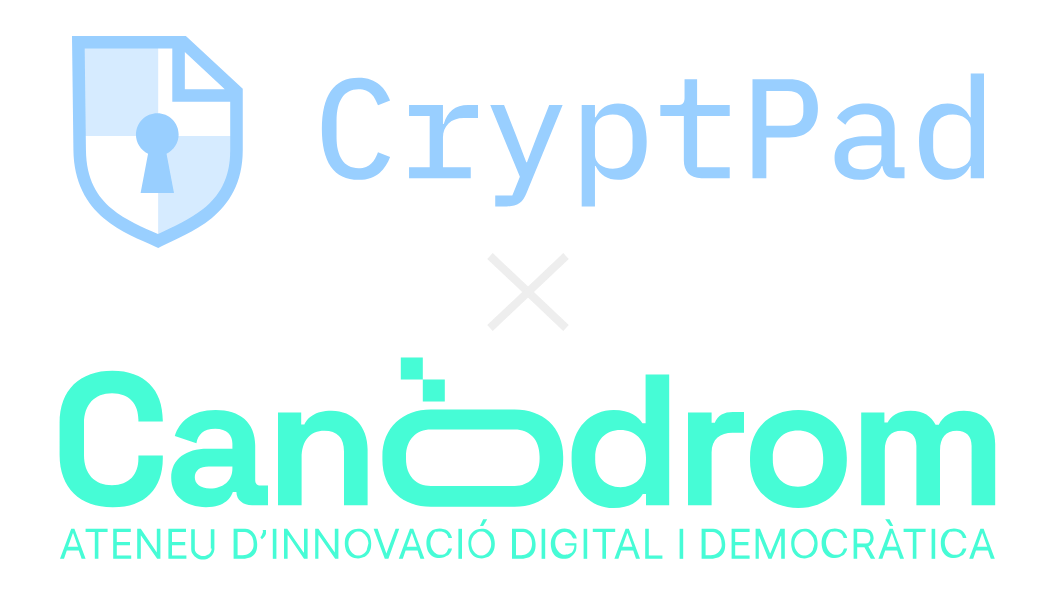 CryptPad
×
Canòdrom
ATENEU D’INNOVACIÓ DIGITAL I DEMOCRÀTICA